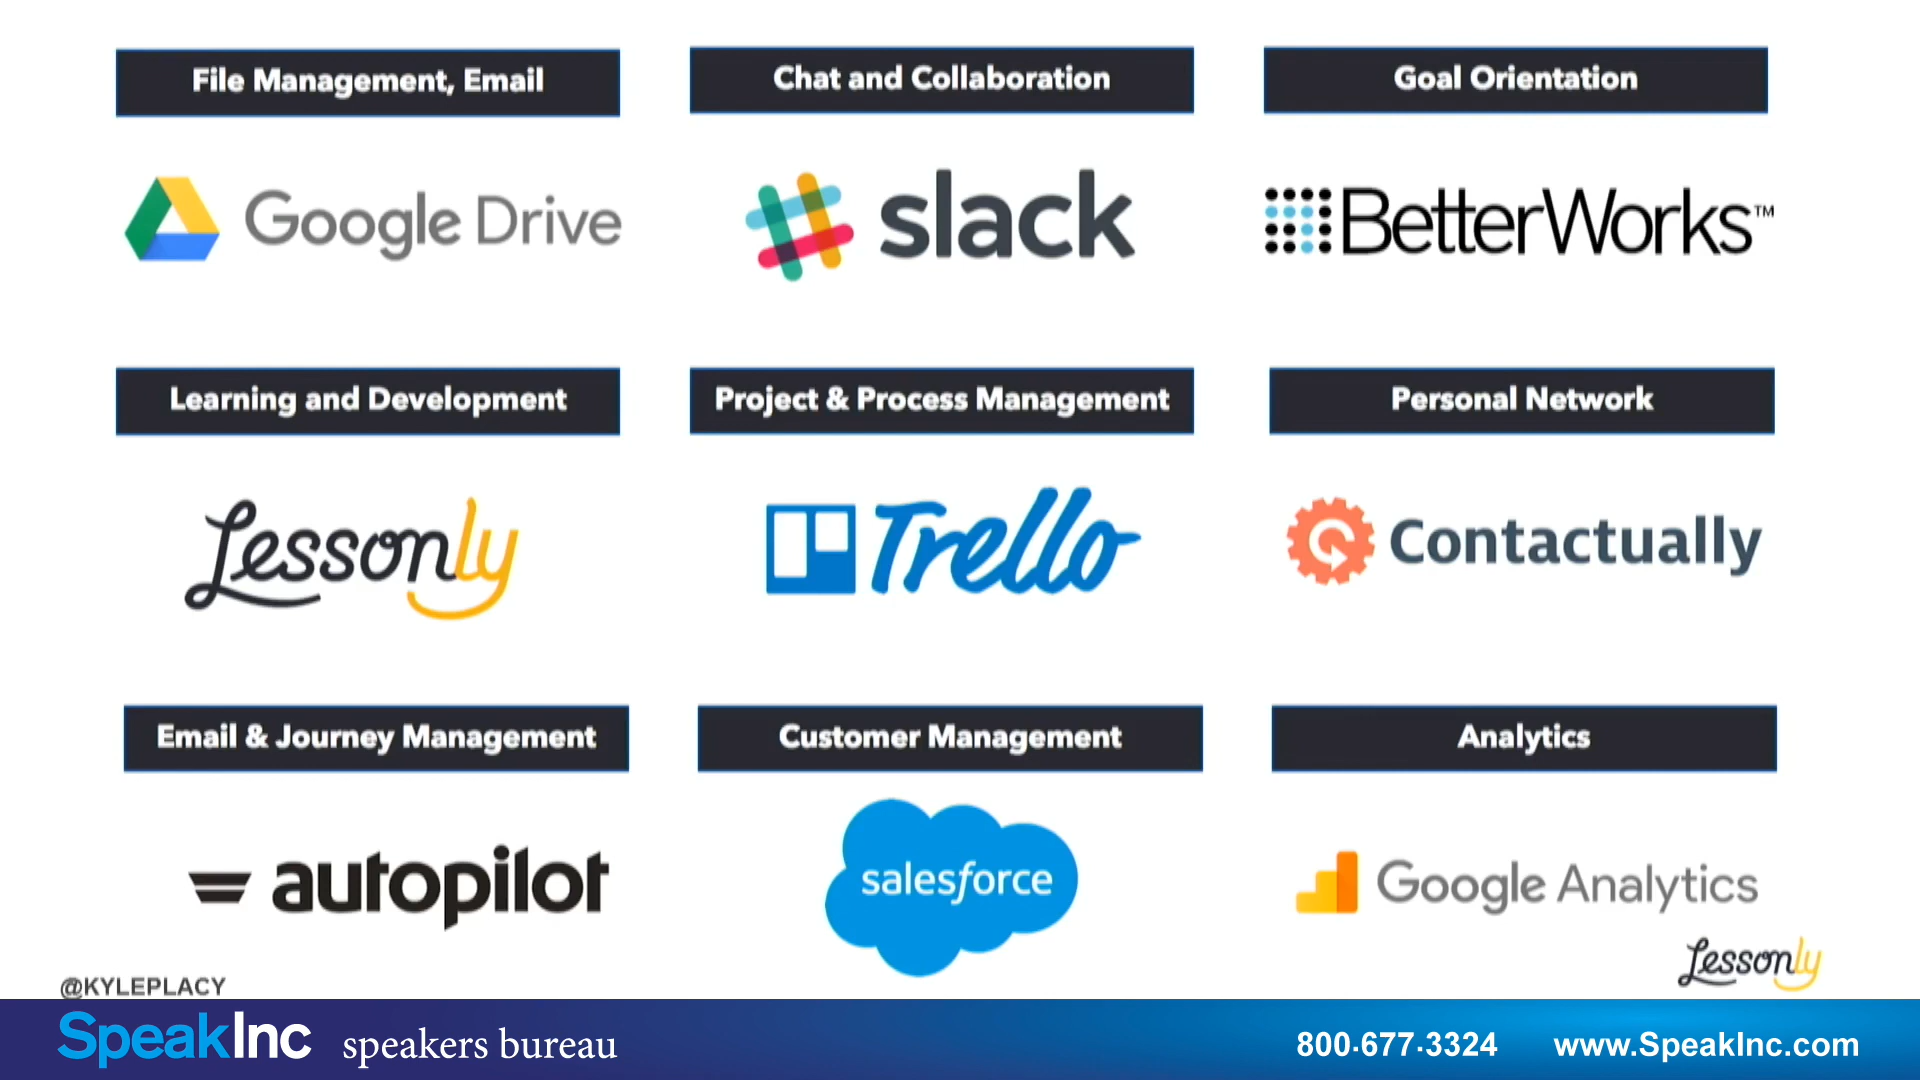 File Management, Email
Chat and Collaboration
Goal Orientation
Google Drive
slack
BetterWorks™
Learning and Development
Project & Process Management
Personal Network
Lessonly
Trello
Contactually
Email & Journey Management
Customer Management
Analytics
autopilot
salesforce
Google Analytics
Lessonly
@KYLEPLACY
SpeakInc speakers bureau
800·677·3324
www.SpeakInc.com